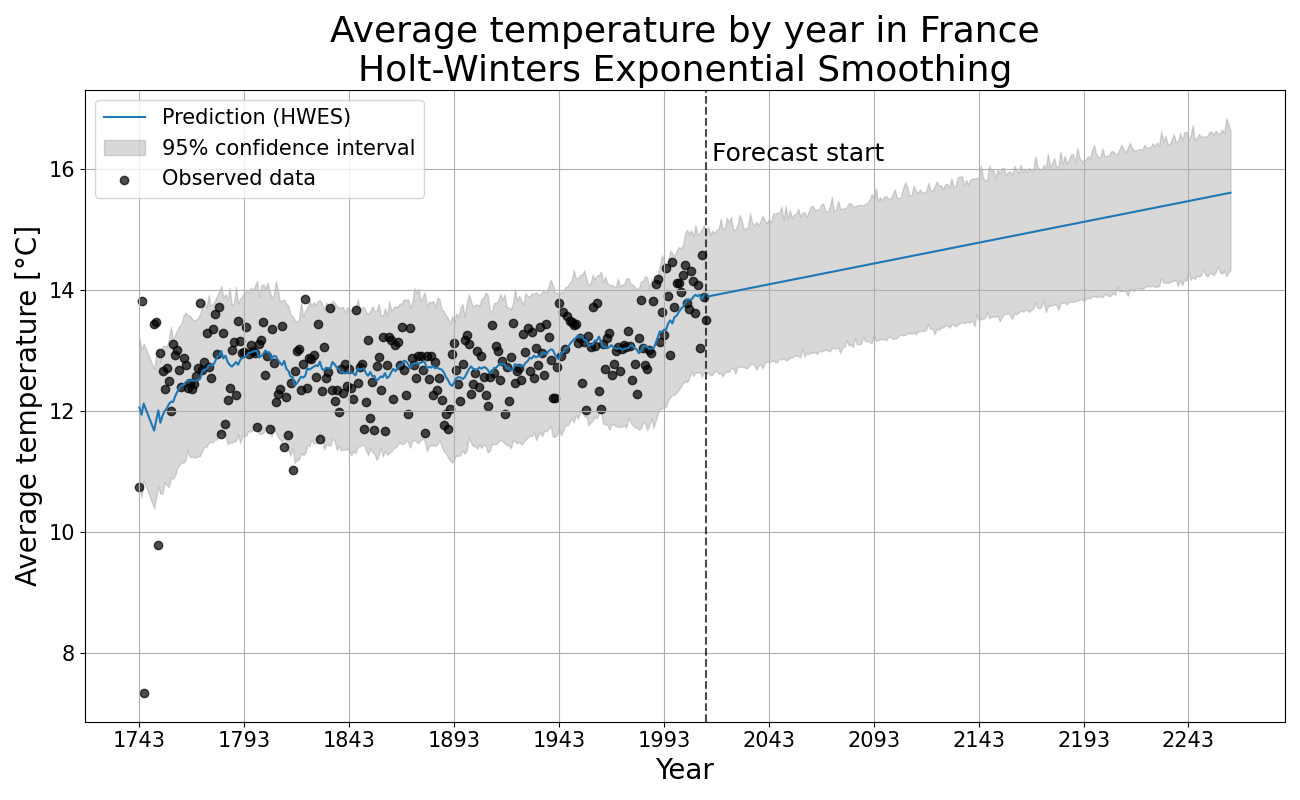 Average temperature by year in France
Holt-Winters Exponential Smoothing
Prediction (HWES)
95% confidence interval
Observed data
Forecast start
16
14
12
10
8
Average temperature [°C]
1743 1793 1843 1893 1943 1993 2043 2093 2143 2193 2243
Year